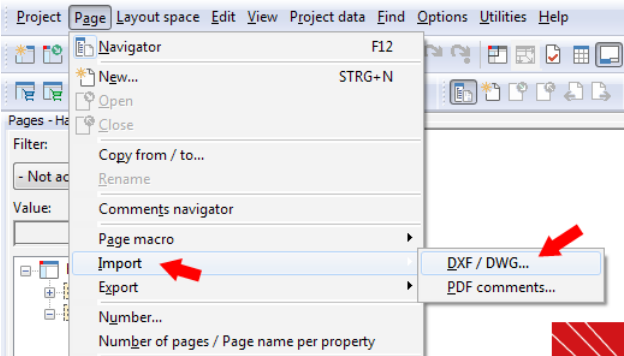 Project Page Layout space Edit View Project data Find Options Utilities Help
Navigator F12
New... STRG+N
Open
Close
Pages - Ha
Filter:
Copy from / to...
- Not ac
Rename
Value:
Comments navigator
Page macro
Import
DXF / DWG...
Export
PDF comments...
Number...
Number of pages / Page name per property